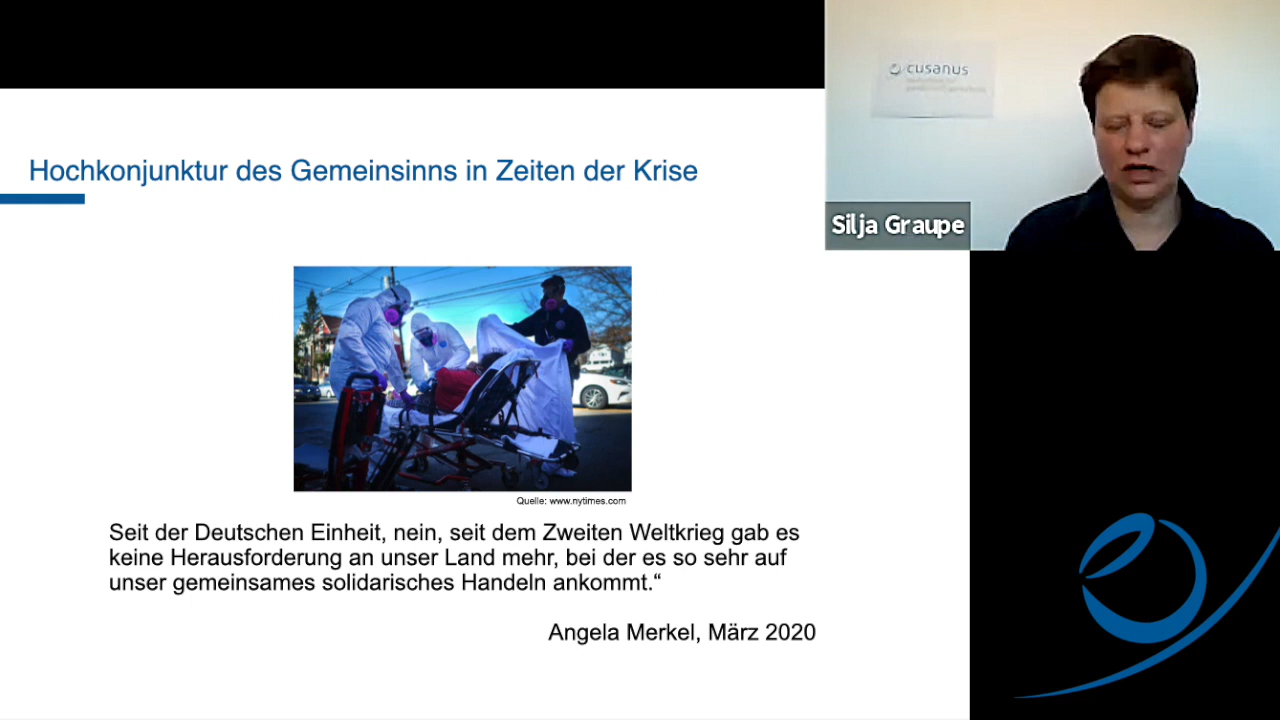 Hochkonjunktur des Gemeinsinns in Zeiten der Krise
cusanus
Silja Graupe
Quelle: www.nytimes.com
Seit der Deutschen Einheit, nein, seit dem Zweiten Weltkrieg gab es
keine Herausforderung an unser Land mehr, bei der es so sehr auf
unser gemeinsames solidarisches Handeln ankommt.“
Angela Merkel, März 2020